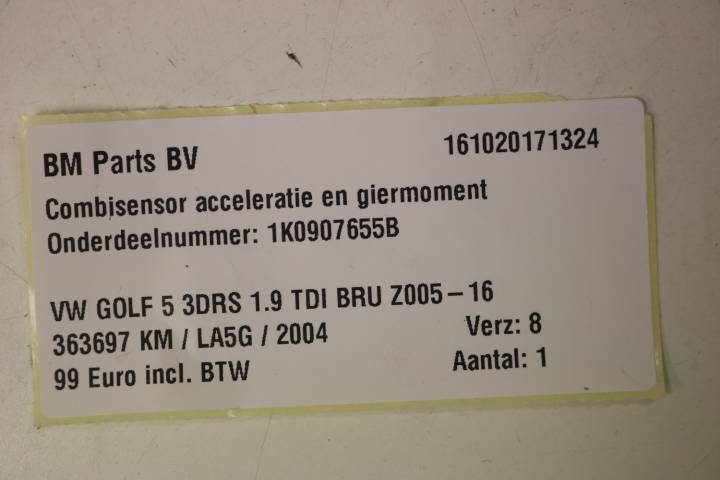 BM Parts BV 161020171324
Combisensor acceleratie en giermoment
Onderdeelnummer: 1K0907655B
VW GOLF 5 3DRS 1.9 TDI BRU Z005-16
363697 KM / LA5G / 2004 Verz: 8
99 Euro incl. BTW Aantal: 1